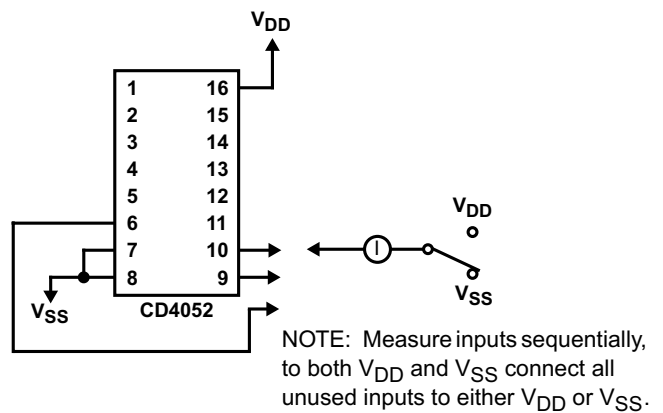 VDD
1 16
2 15
3 14
4 13
5 12
6 11
7 10
8 9
VSS
CD4052
I
VDD
VSS
NOTE: Measure inputs sequentially,
to both VDD and VSS connect all
unused inputs to either VDD or VSS.